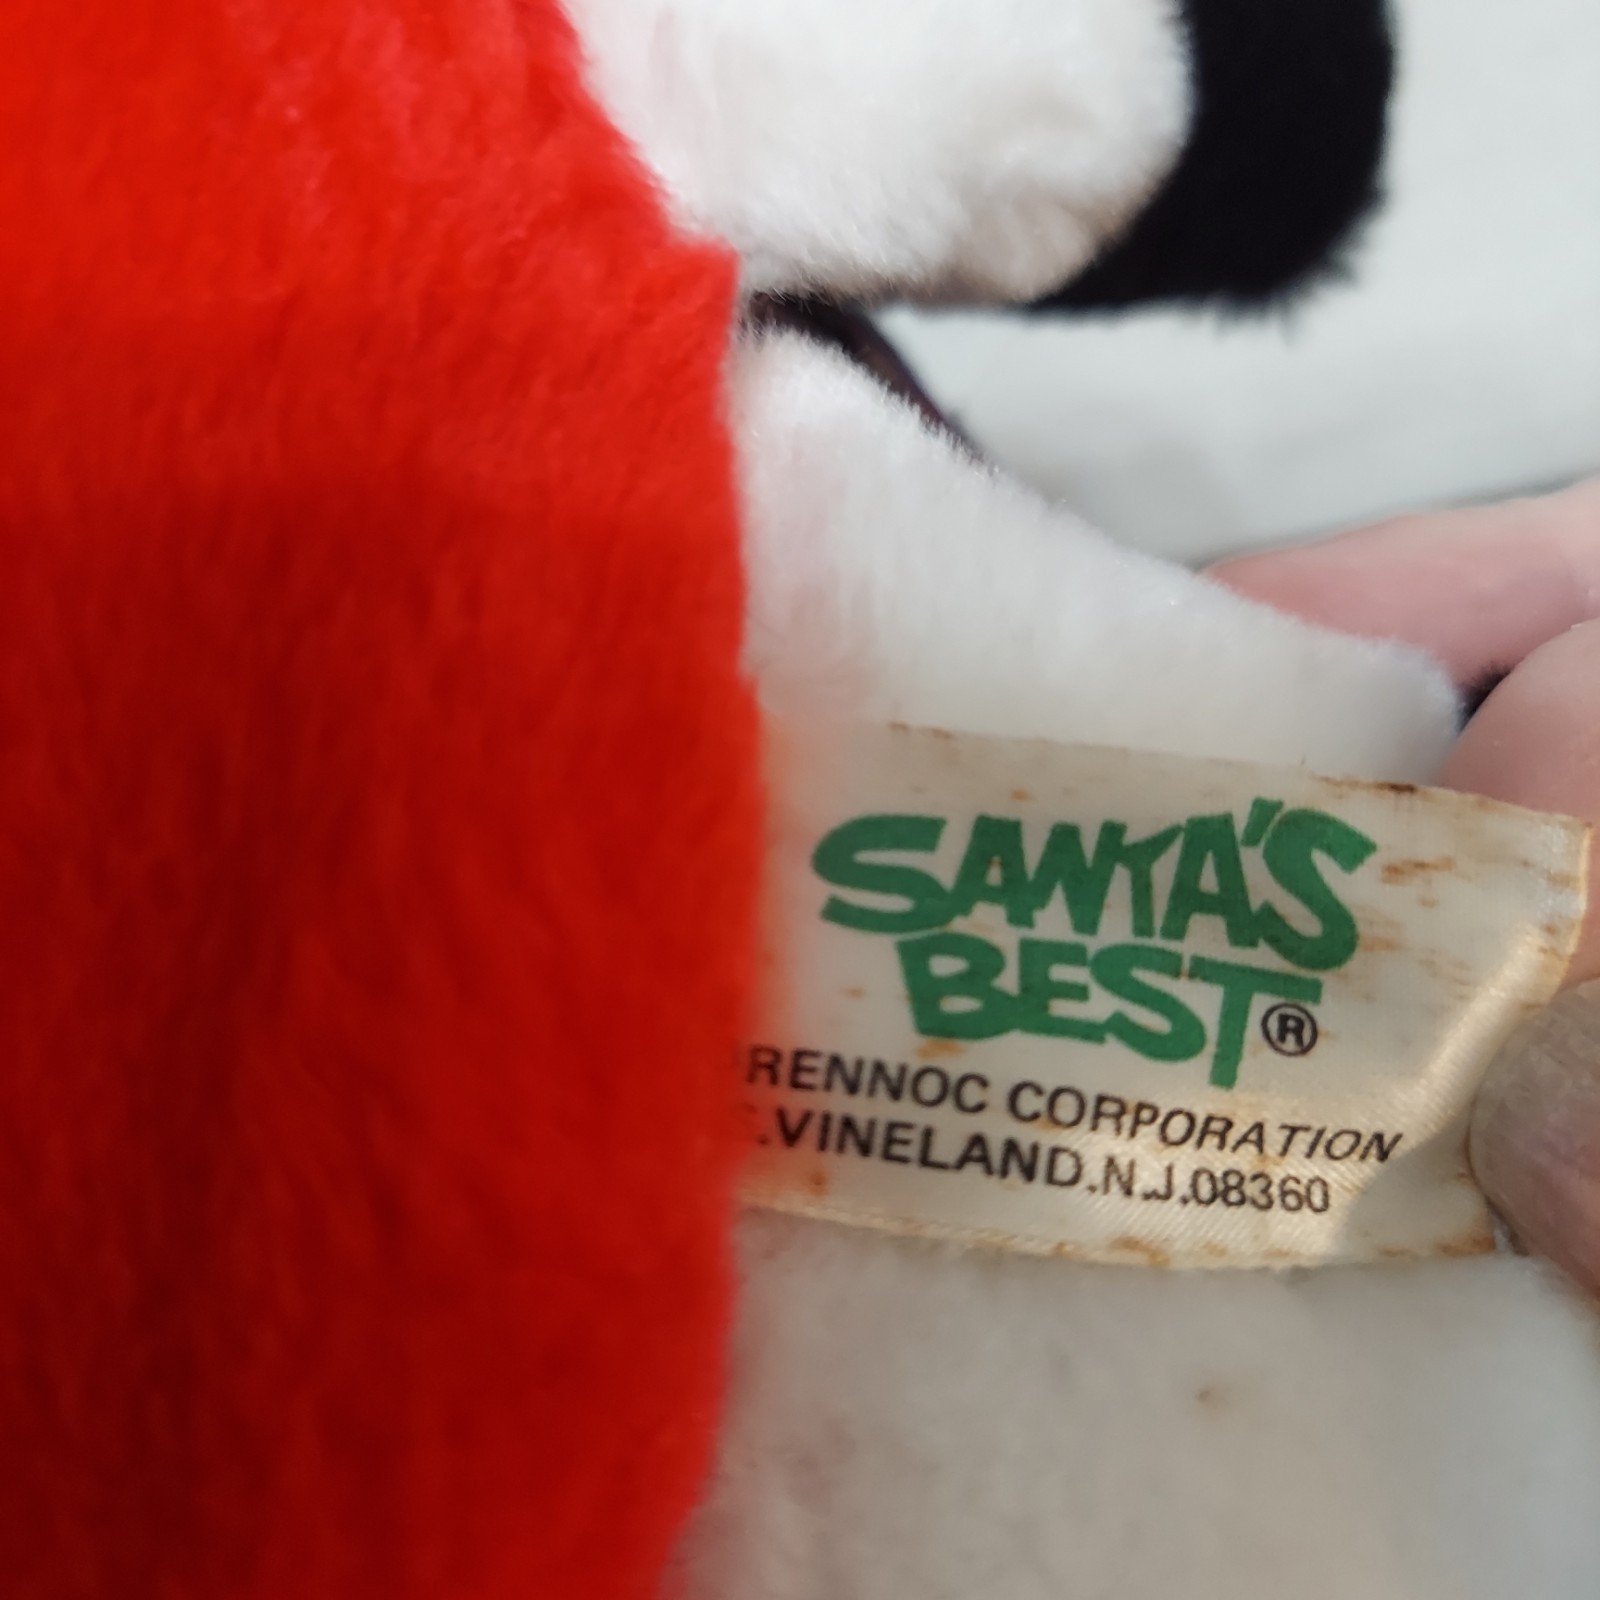 SANTA'S
BEST®
RENNOC CORPORATION
.VINELAND.N.J.08360